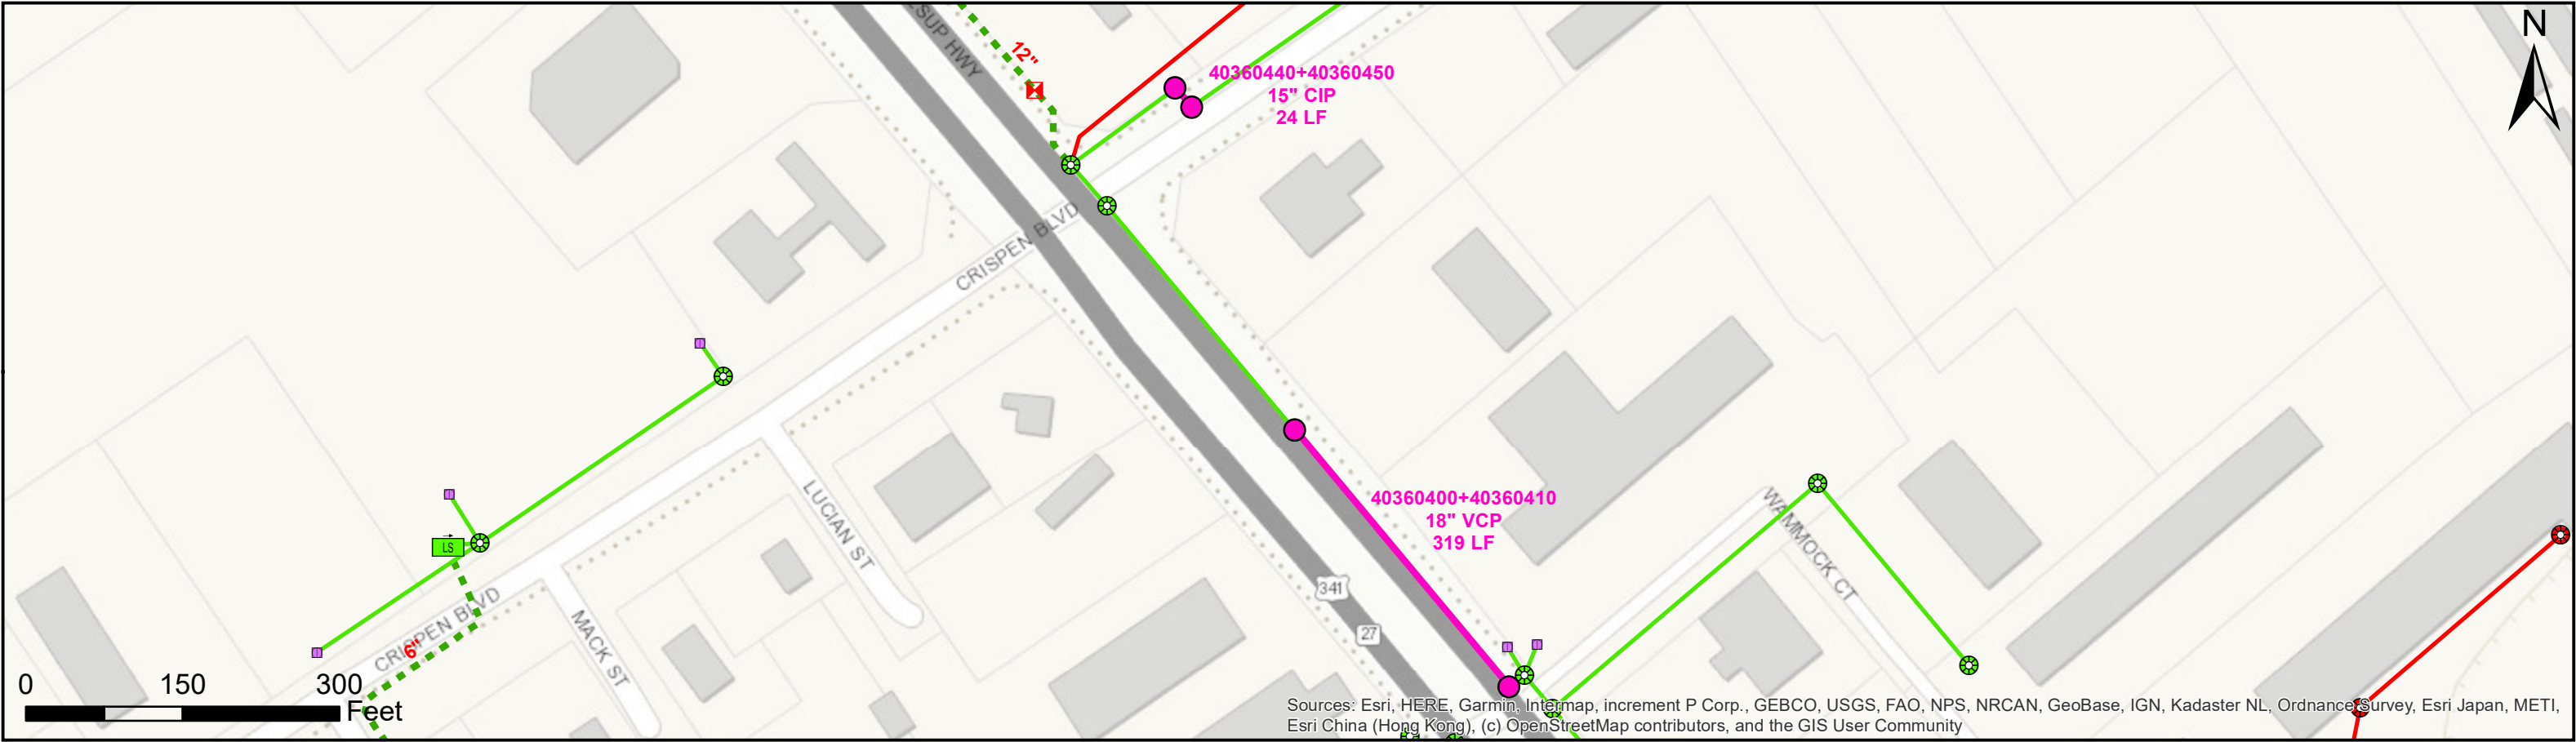 N
LSUP HWY
12"
40360440+40360450
15" CIP
24 LF
CRISPEN BLVD
40360400+40360410
18" VCP
319 LF
LUCIAN ST
WAMMOCK CT
LS
341
CRISPEN BLVD
MACK ST
27
6"
0 150 300
Feet
Sources: Esri, HERE, Garmin, Intermap, increment P Corp., GEBCO, USGS, FAO, NPS, NRCAN, GeoBase, IGN, Kadaster NL, Ordnance Survey, Esri Japan, METI,
Esri China (Hong Kong), (c) OpenStreetMap contributors, and the GIS User Community